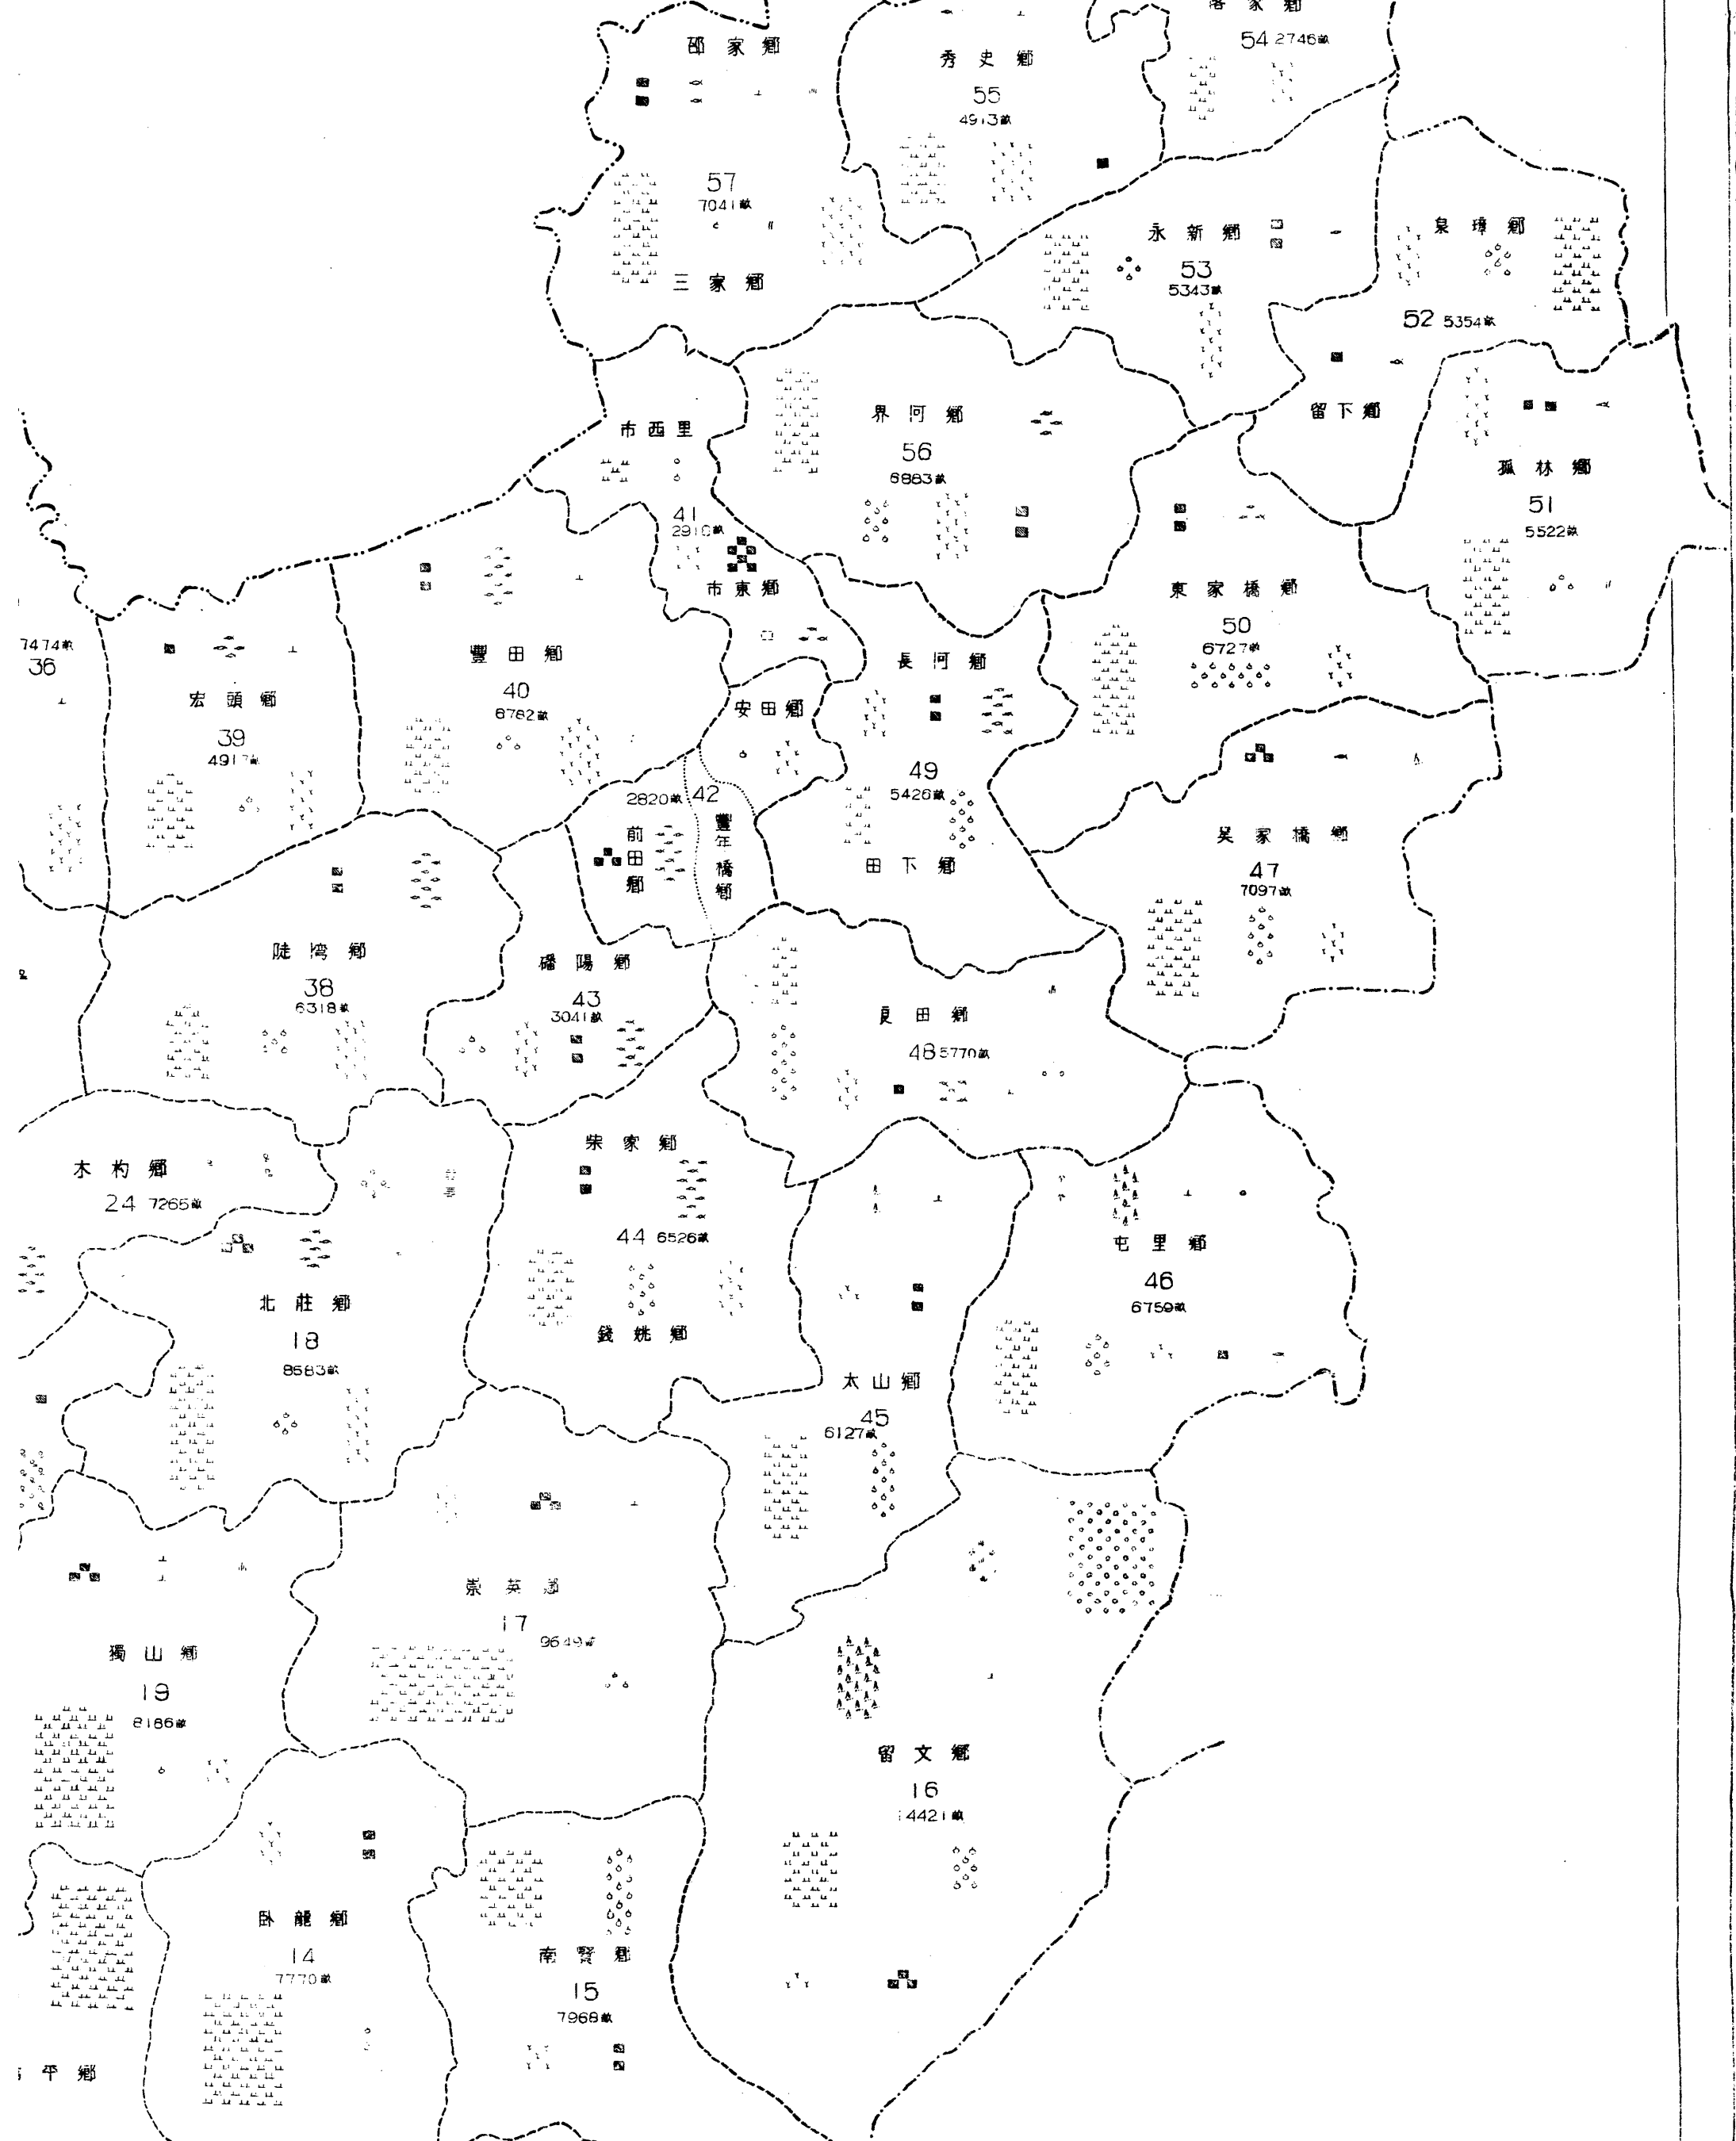 邵家鄉
57
7041畝
三家鄉
秀史鄉
55
4913畝
家鄉
54 2746畝
永新鄉
53
5343畝
泉璋鄉
52 5354畝
留下鄉
孤林鄉
51
5522畝
市西里
41
市東鄉
界河鄉
56
6883畝
東家橋鄉
50
6727畝
7474畝
36
宏頭鄉
39
4917畝
豐田鄉
40
6782畝
安田鄉
長河鄉
49
5426畝
田下鄉
2820畝 42
前田鄉
豐年橋鄉
吴家橋鄉
47
7097畝
陡湾鄉
38
6318畝
磻陽鄉
43
3041畝
夏田鄉
48 5770畝
木杓鄉
24 7265畝
柴家鄉
44 6526畝
錢姚鄉
屯里鄉
46
6759畝
北莊鄉
18
8583畝
太山鄉
45
6127畝
崇英鄉
17
9649畝
獨山鄉
19
8186畝
留文鄉
16
14421畝
卧龍鄉
14
7770畝
南賢鄉
15
7968畝
平鄉